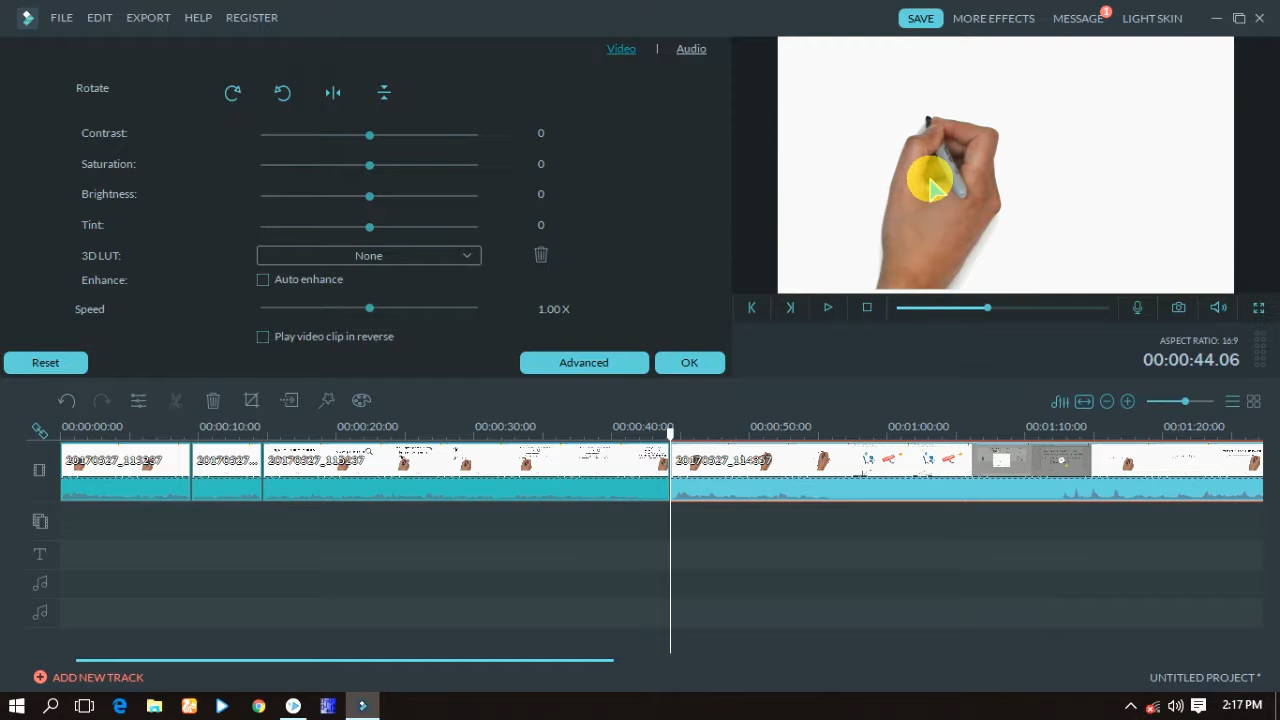 FILE EDIT EXPORT HELP REGISTER SAVE MORE EFFECTS MESSAGE 1 LIGHT SKIN
Video | Audio
Rotate
Contrast: 0
Saturation: 0
Brightness: 0
Tint: 0
3D LUT: None
Enhance: Auto enhance
Speed 1.00 X
Play video clip in reverse
ASPECT RATIO: 16:9
00:00:44.06
Reset Advanced OK
00:00:00:00 00:00:10:00 00:00:20:00 00:00:30:00 00:00:40:00 00:00:50:00 00:01:00:00 00:01:10:00 00:01:20:00
T
ADD NEW TRACK UNTITLED PROJECT *
2:17 PM